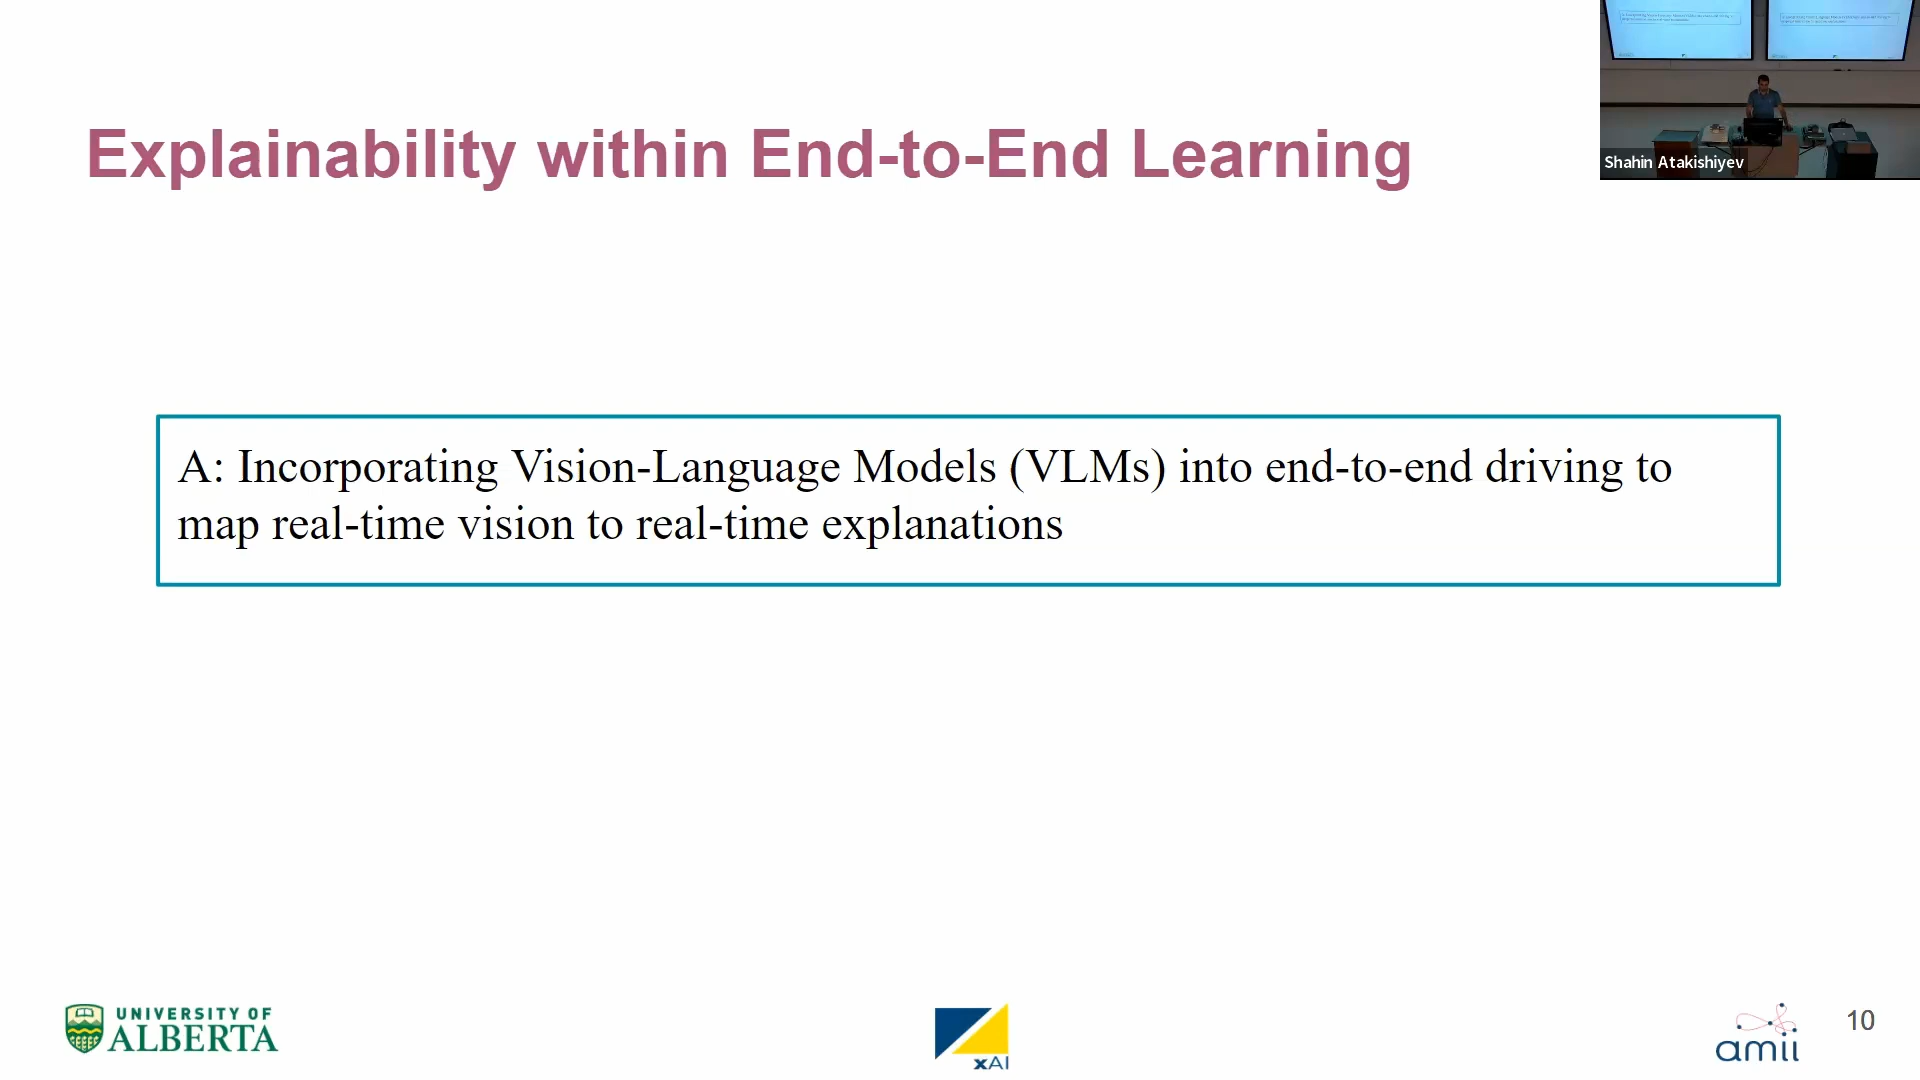 Explainability within End-to-End Learning
Shahin Atakishiyev
A: Incorporating Vision-Language Models (VLMs) into end-to-end driving to
map real-time vision to real-time explanations
UNIVERSITY OF
ALBERTA
xAI
amii
10